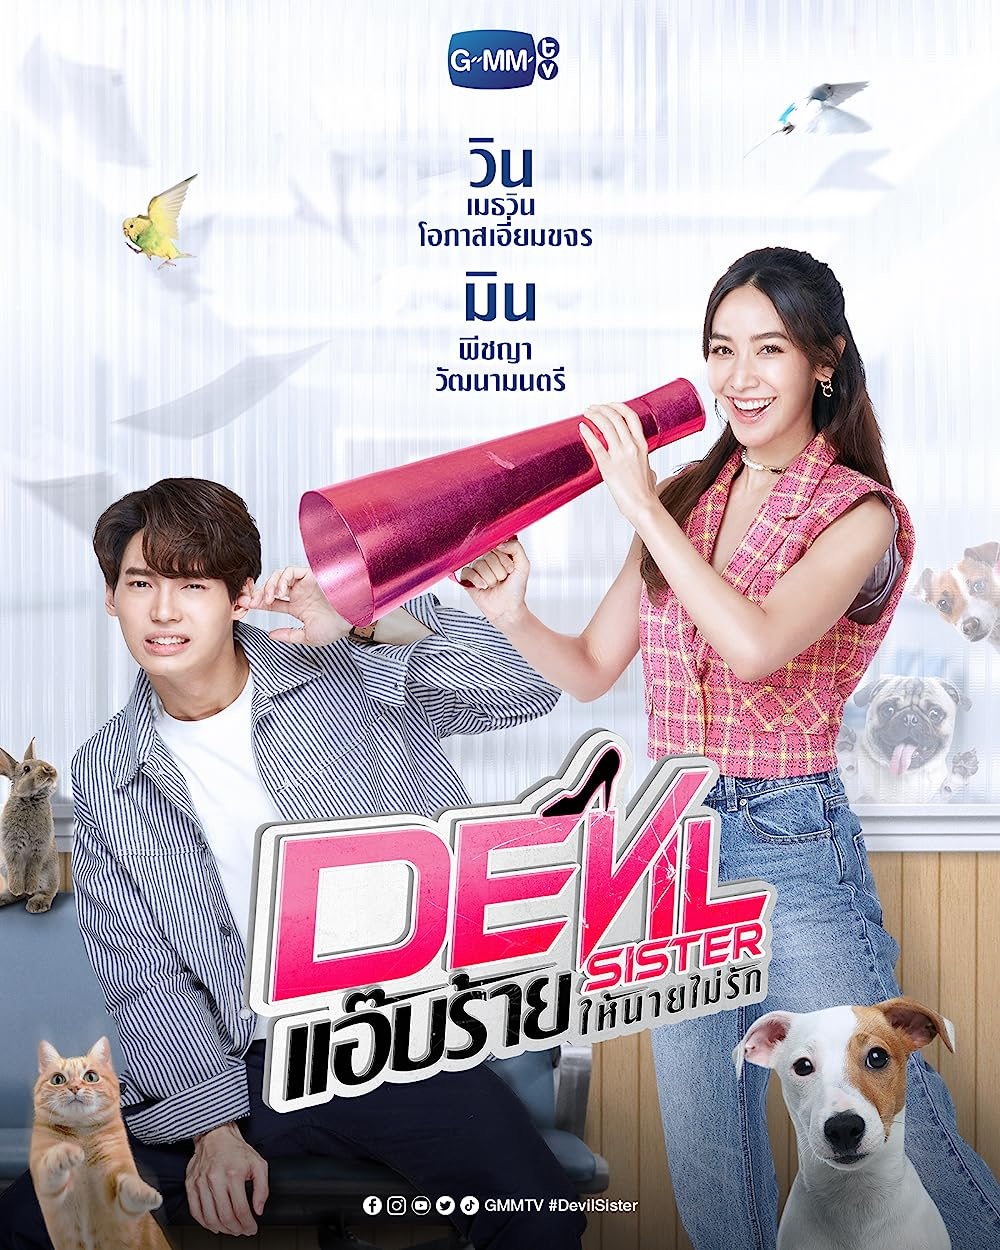 G"MM'tv
วิน
เมธวิน
โอภาสเอี่ยมขจร
มิน
พีชญา
วัฒนามนตรี
DEVIL
SISTER
แอ๊บร้าย ให้นายไม่รัก
GMMTV #DevilSister